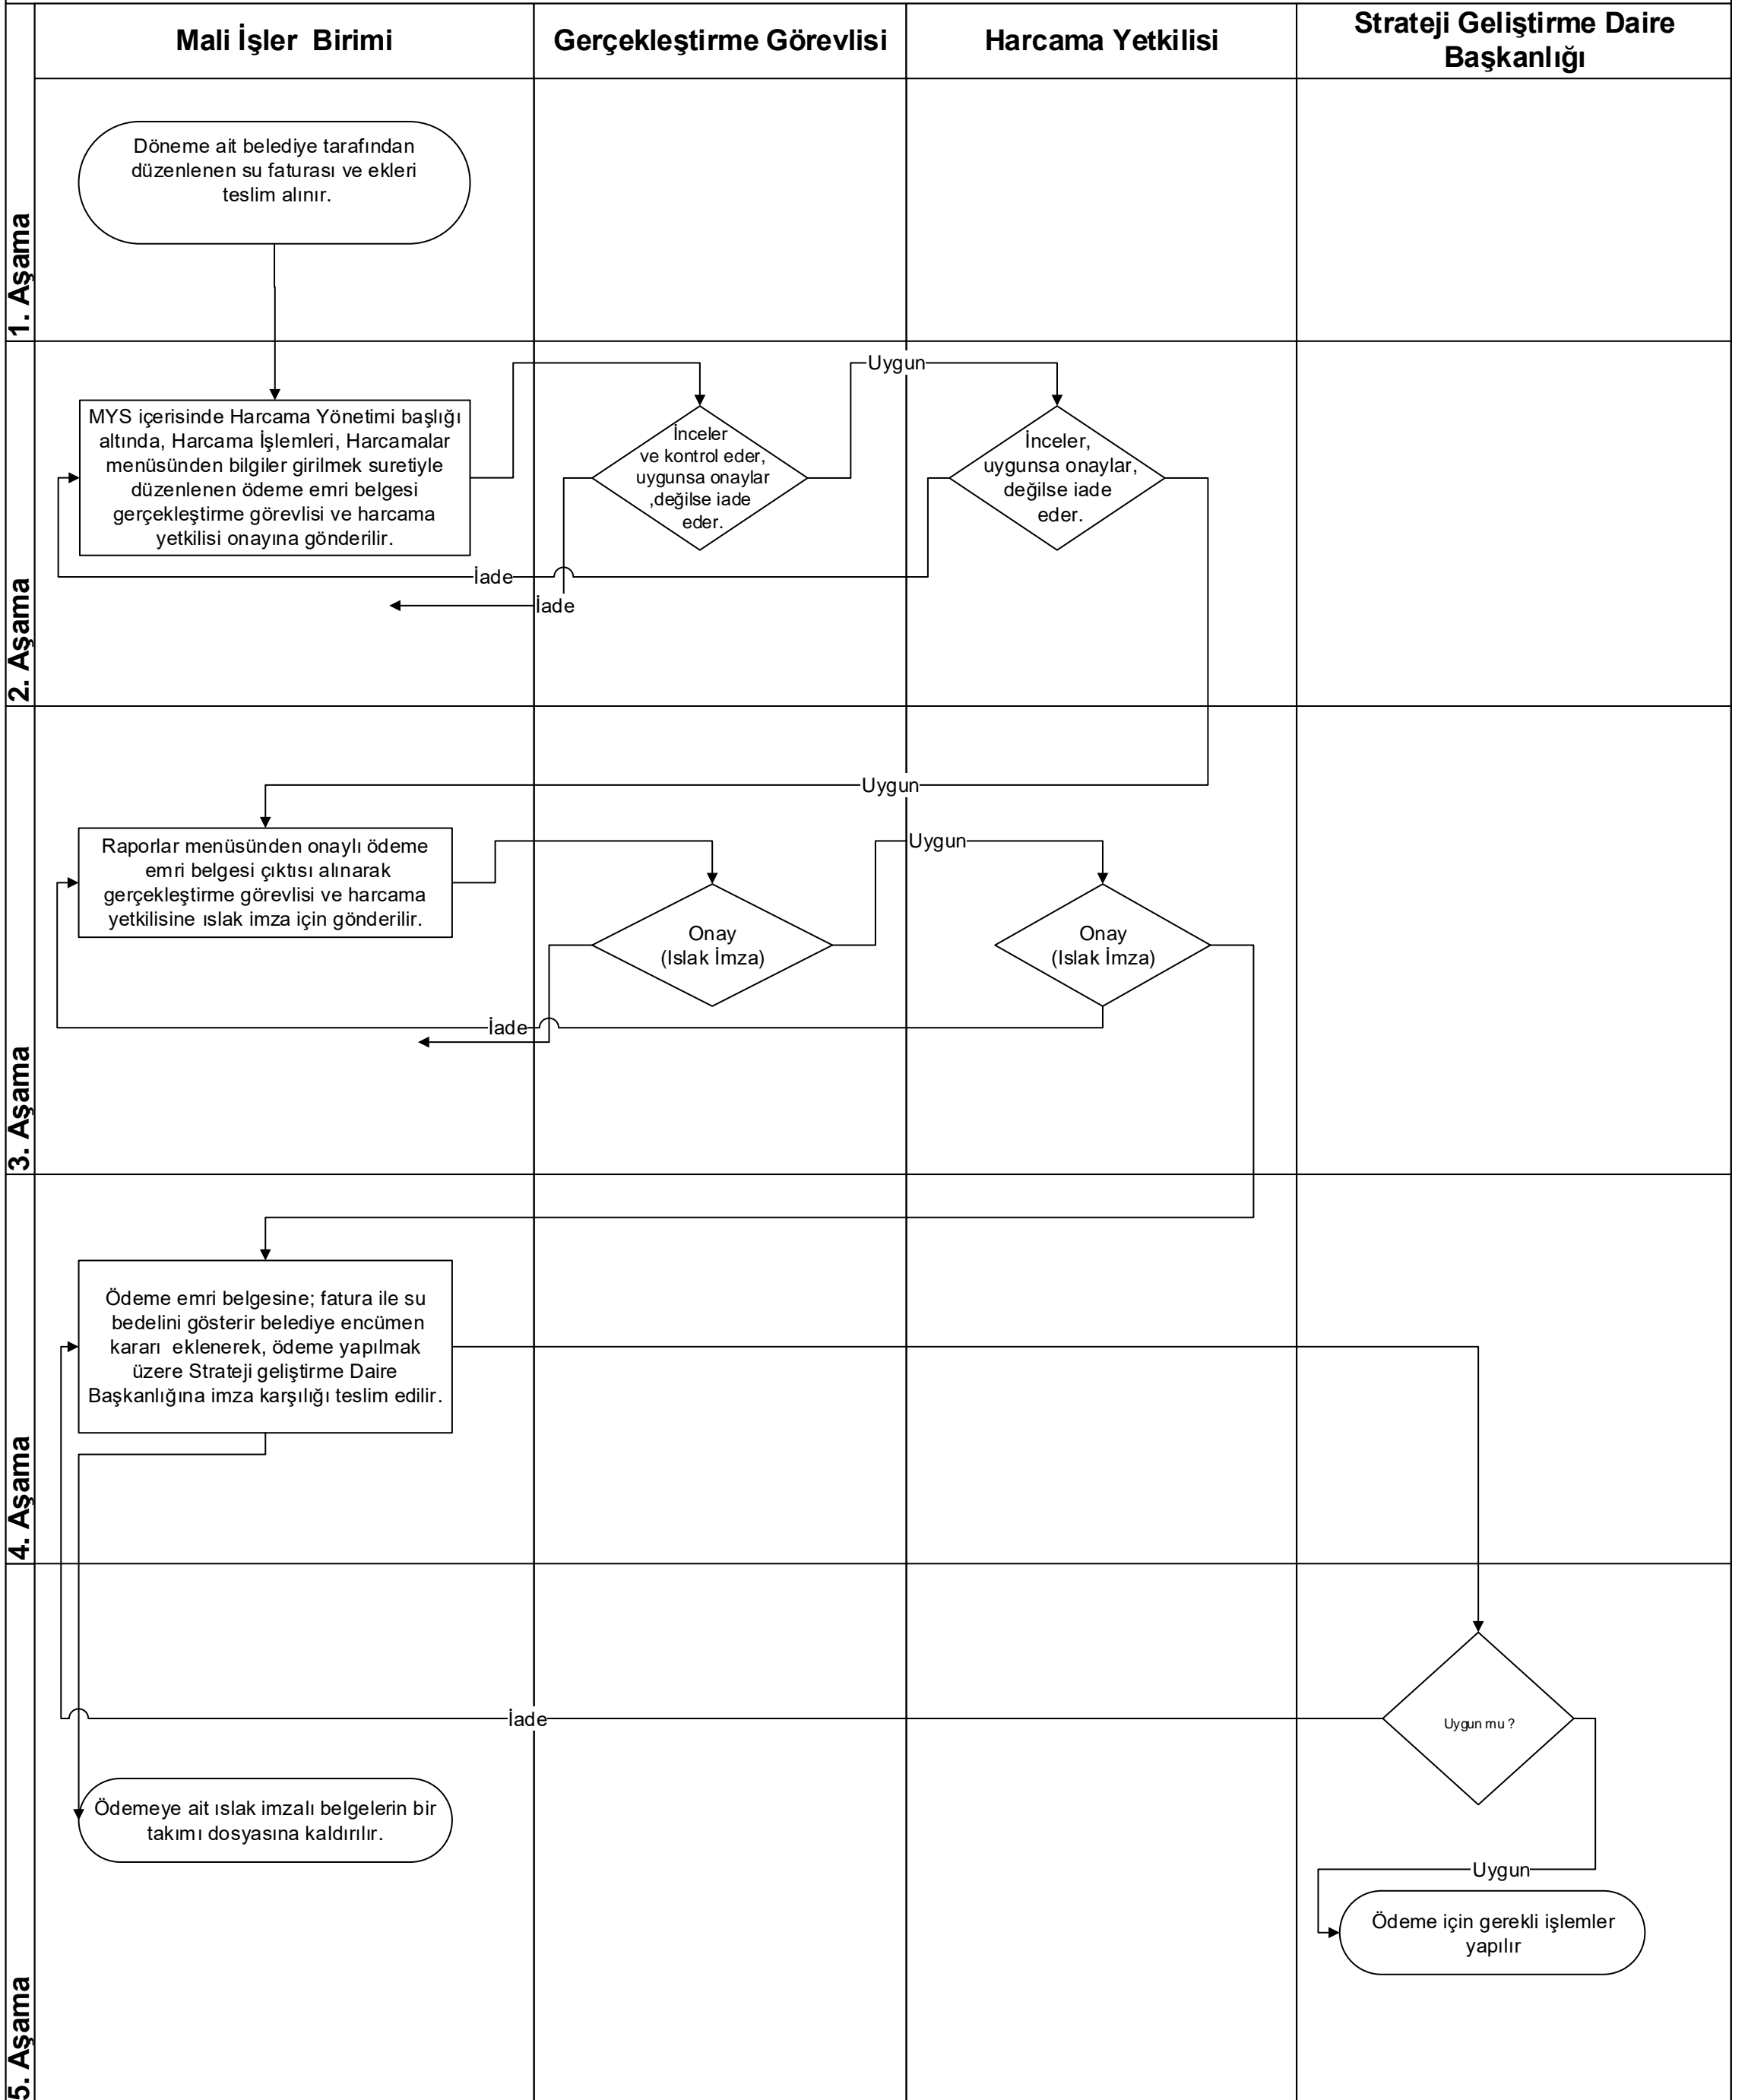 Mali İşler  Birimi
Gerçekleştirme Görevlisi
Harcama Yetkilisi
Strateji Geliştirme Daire
Başkanlığı
1. Aşama
Döneme ait belediye tarafından
düzenlenen su faturası ve ekleri
teslim alınır.
2. Aşama
MYS içerisinde Harcama Yönetimi başlığı
altında, Harcama İşlemleri, Harcamalar
menüsünden bilgiler girilmek suretiyle
düzenlenen ödeme emri belgesi
gerçekleştirme görevlisi ve harcama
yetkilisi onayına gönderilir.
İnceler
ve kontrol eder,
uygunsa onaylar
,değilse iade
eder.
Uygun
İnceler,
uygunsa onaylar,
değilse iade
eder.
İade
İade
3. Aşama
Uygun
Raporlar menüsünden onaylı ödeme
emri belgesi çıktısı alınarak
gerçekleştirme görevlisi ve harcama
yetkilisine ıslak imza için gönderilir.
Onay
(Islak İmza)
Uygun
Onay
(Islak İmza)
İade
4. Aşama
Ödeme emri belgesine; fatura ile su
bedelini gösterir belediye encümen
kararı  eklenerek, ödeme yapılmak
üzere Strateji geliştirme Daire
Başkanlığına imza karşılığı teslim edilir.
5. Aşama
Uygun mu ?
İade
Ödemeye ait ıslak imzalı belgelerin bir
takımı dosyasına kaldırılır.
Uygun
Ödeme için gerekli işlemler
yapılır